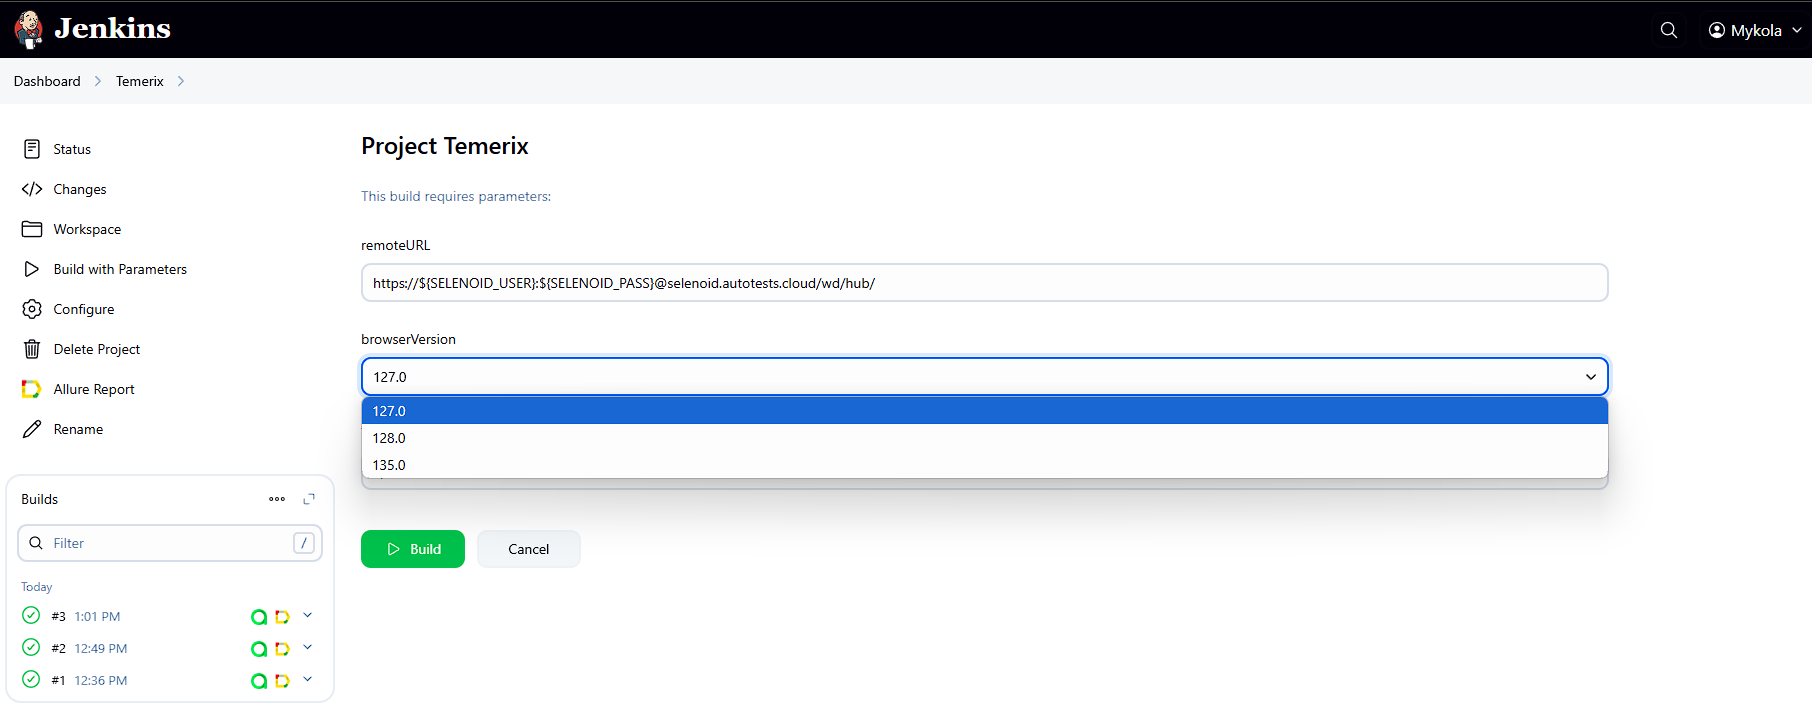 Jenkins
Mykola
Dashboard
Temerix
Status
Changes
Workspace
Build with Parameters
Configure
Delete Project
Allure Report
Rename
Builds
Filter
/
Today
#3 1:01 PM
#2 12:49 PM
#1 12:36 PM
Project Temerix
This build requires parameters:
remoteURL
https://${SELENOID_USER}:${SELENOID_PASS}@selenoid.autotests.cloud/wd/hub/
browserVersion
127.0
127.0
128.0
135.0
Build
Cancel